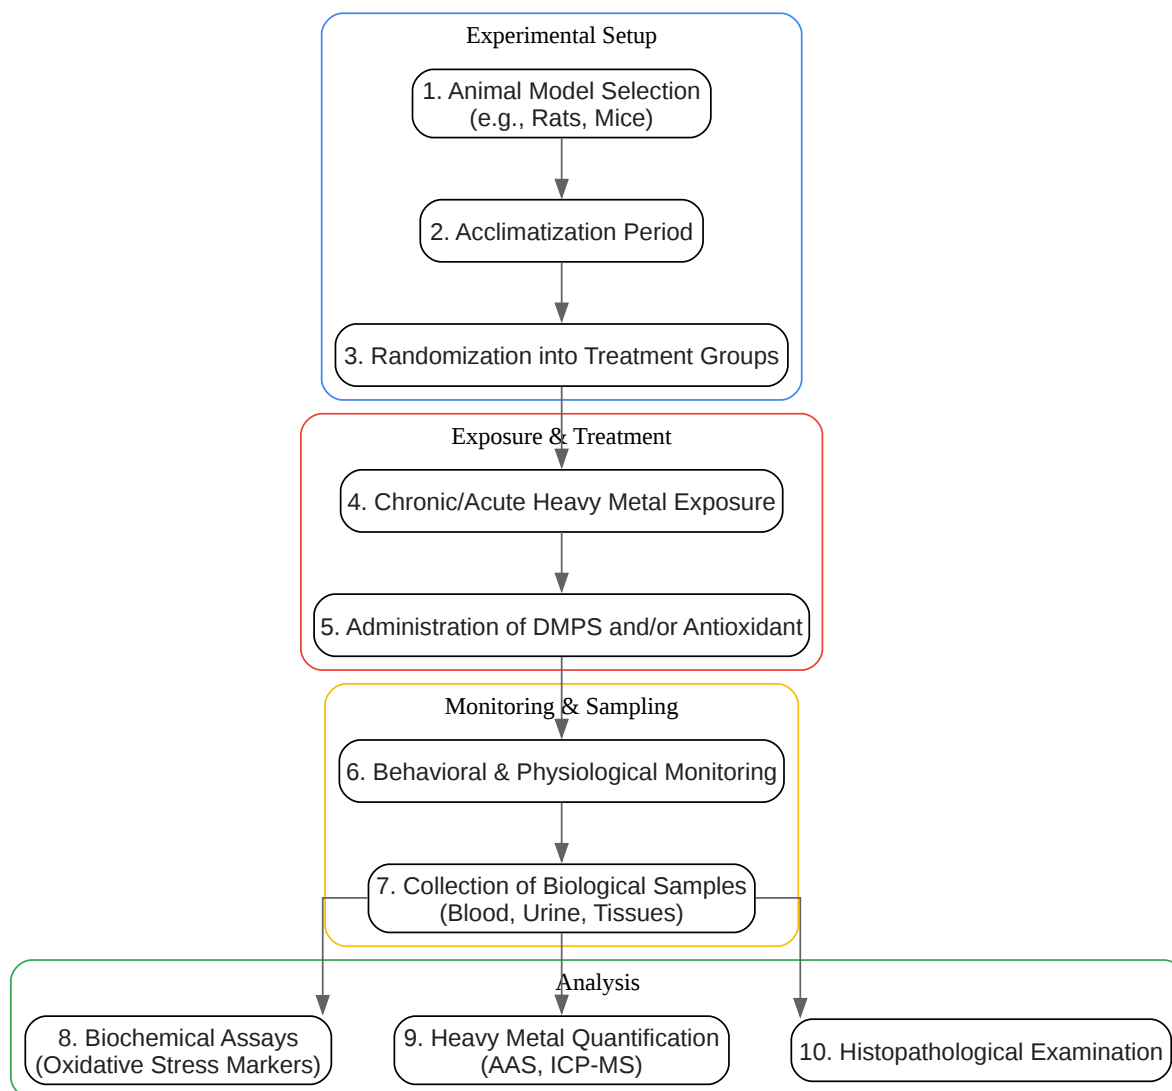 Experimental Setup
1. Animal Model Selection
(e.g., Rats, Mice)
2. Acclimatization Period
3. Randomization into Treatment Groups
Exposure & Treatment
4. Chronic/Acute Heavy Metal Exposure
5. Administration of DMPS and/or Antioxidant
Monitoring & Sampling
6. Behavioral & Physiological Monitoring
7. Collection of Biological Samples
(Blood, Urine, Tissues)
Analysis
8. Biochemical Assays
(Oxidative Stress Markers)
9. Heavy Metal Quantification
(AAS, ICP-MS)
10. Histopathological Examination